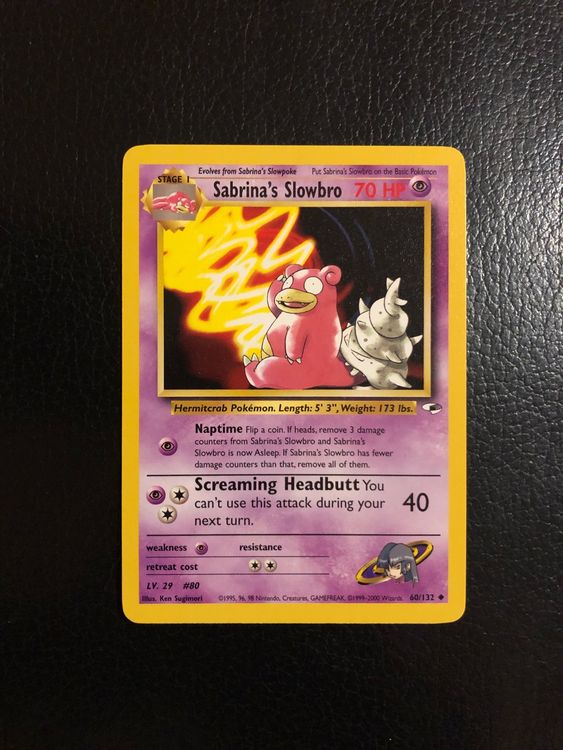 Evolves from Sabrina's Slowpoke Put Sabrina's Slowbro on the Basic Pokémon
STAGE 1
Sabrina's Slowbro 70 HP
Hermitcrab Pokémon. Length: 5' 3", Weight: 173 lbs.
Naptime Flip a coin. If heads, remove 3 damage
counters from Sabrina's Slowbro and Sabrina's
Slowbro is now Asleep. If Sabrina's Slowbro has fewer
damage counters than that, remove all of them.
Screaming Headbutt You
can't use this attack during your
next turn.
40
weakness resistance
retreat cost
LV. 29 #80
Illus. Ken Sugimori ©1995, 96, 98 Nintendo, Creatures, GAMEFREAK. ©1999-2000 Wizards. 60/132